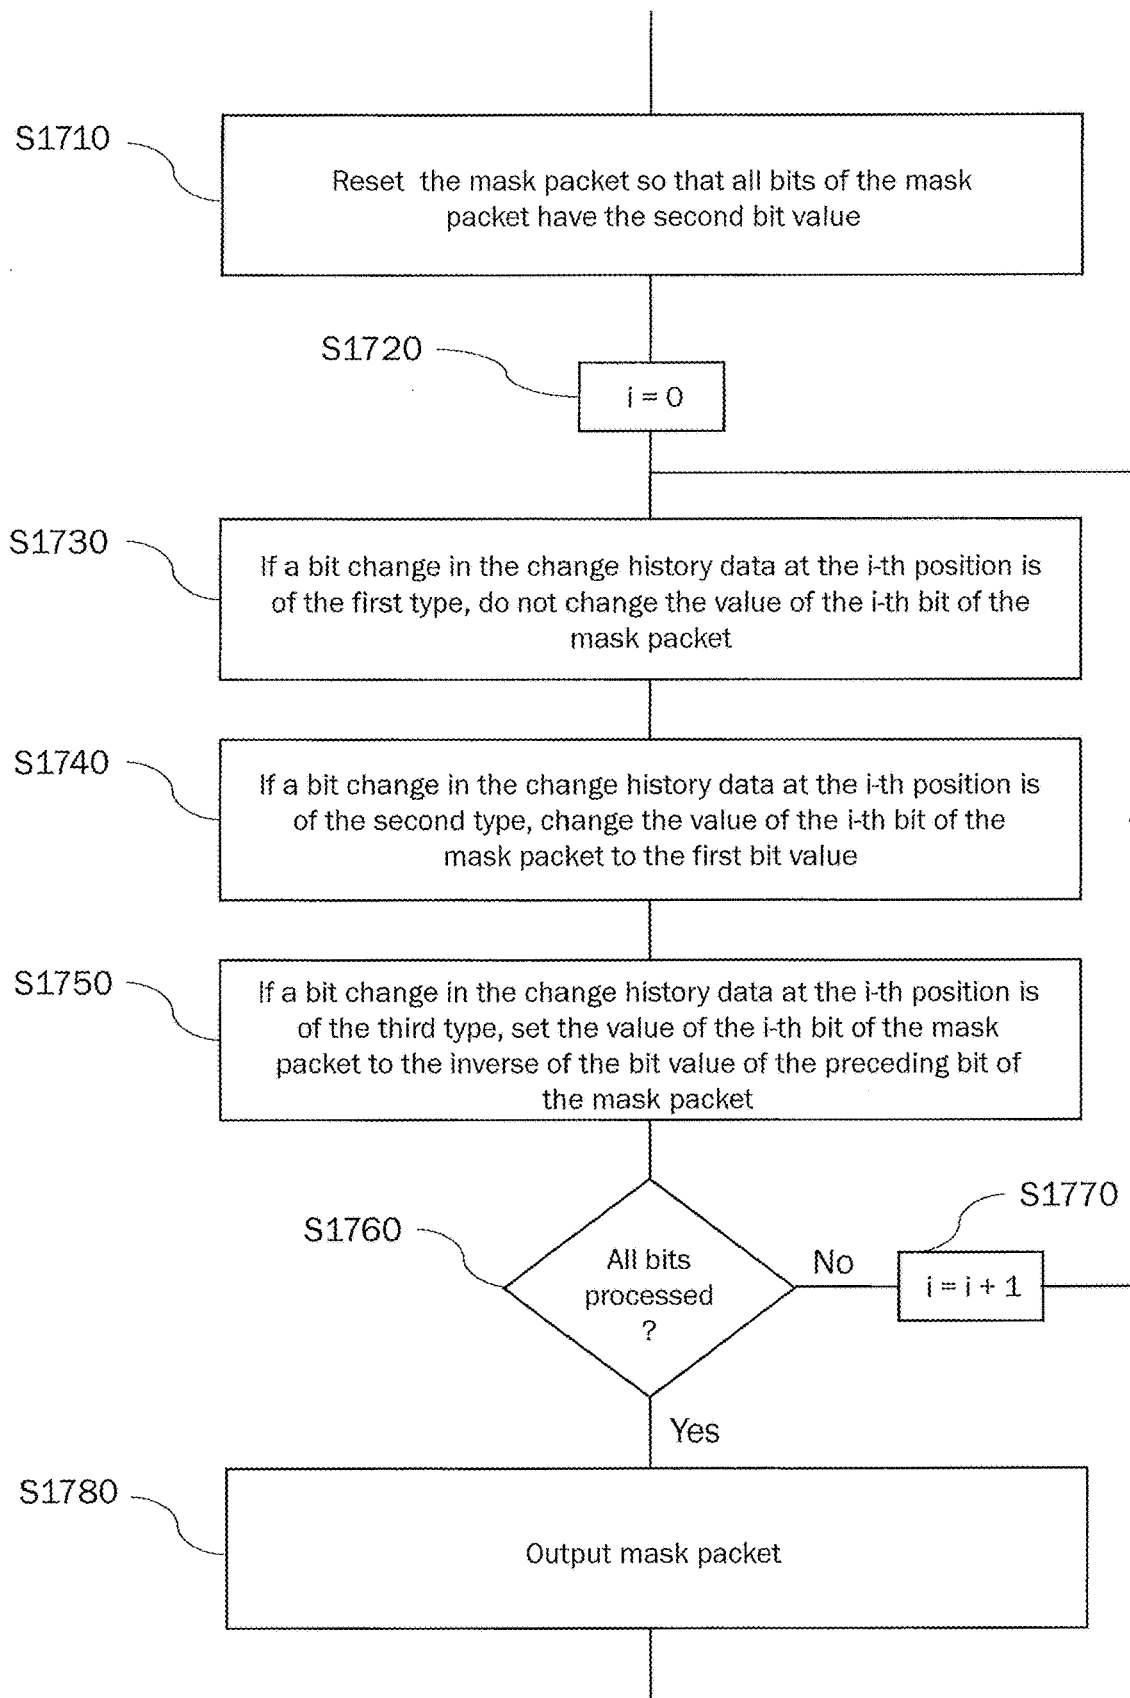 S1710
Reset the mask packet so that all bits of the mask
packet have the second bit value
S1720
i = 0
S1730
If a bit change in the change history data at the i-th position is
of the first type, do not change the value of the i-th bit of the
mask packet
S1740
If a bit change in the change history data at the i-th position is
of the second type, change the value of the i-th bit of the
mask packet to the first bit value
S1750
If a bit change in the change history data at the i-th position is
of the third type, set the value of the i-th bit of the mask
packet to the inverse of the bit value of the preceding bit of
the mask packet
S1760
All bits
processed
?
No
S1770
i = i + 1
Yes
S1780
Output mask packet